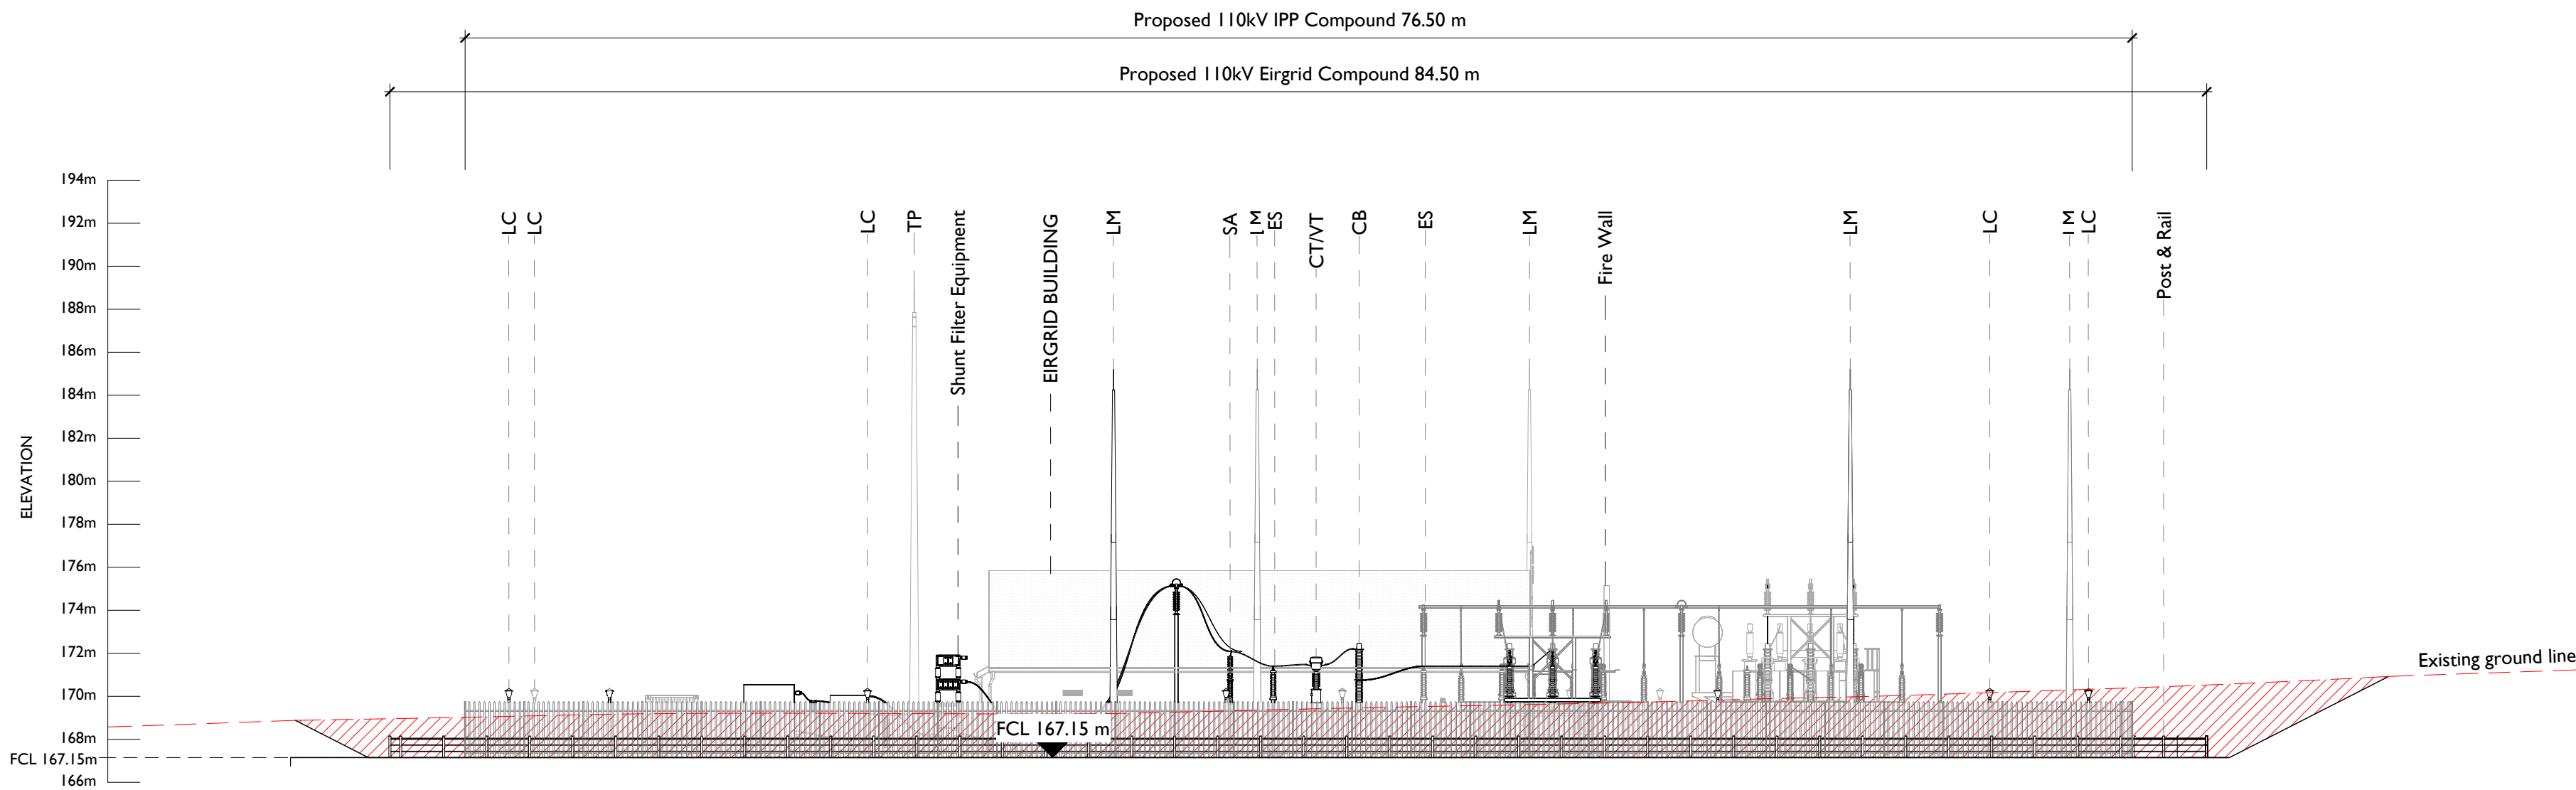 Proposed 110kV IPP Compound 76.50 m
Proposed 110kV Eirgrid Compound 84.50 m
194m
192m
190m
188m
186m
184m
182m
180m
178m
176m
174m
172m
170m
168m
FCL 167.15m
166m
ELEVATION
LC
LC
LC
TP
Shunt Filter Equipment
EIRGRID BUILDING
LM
SA
LM
ES
CT/VT
CB
ES
LM
Fire Wall
LM
LC
LM
LC
Post & Rail
Existing ground line
FCL 167.15 m